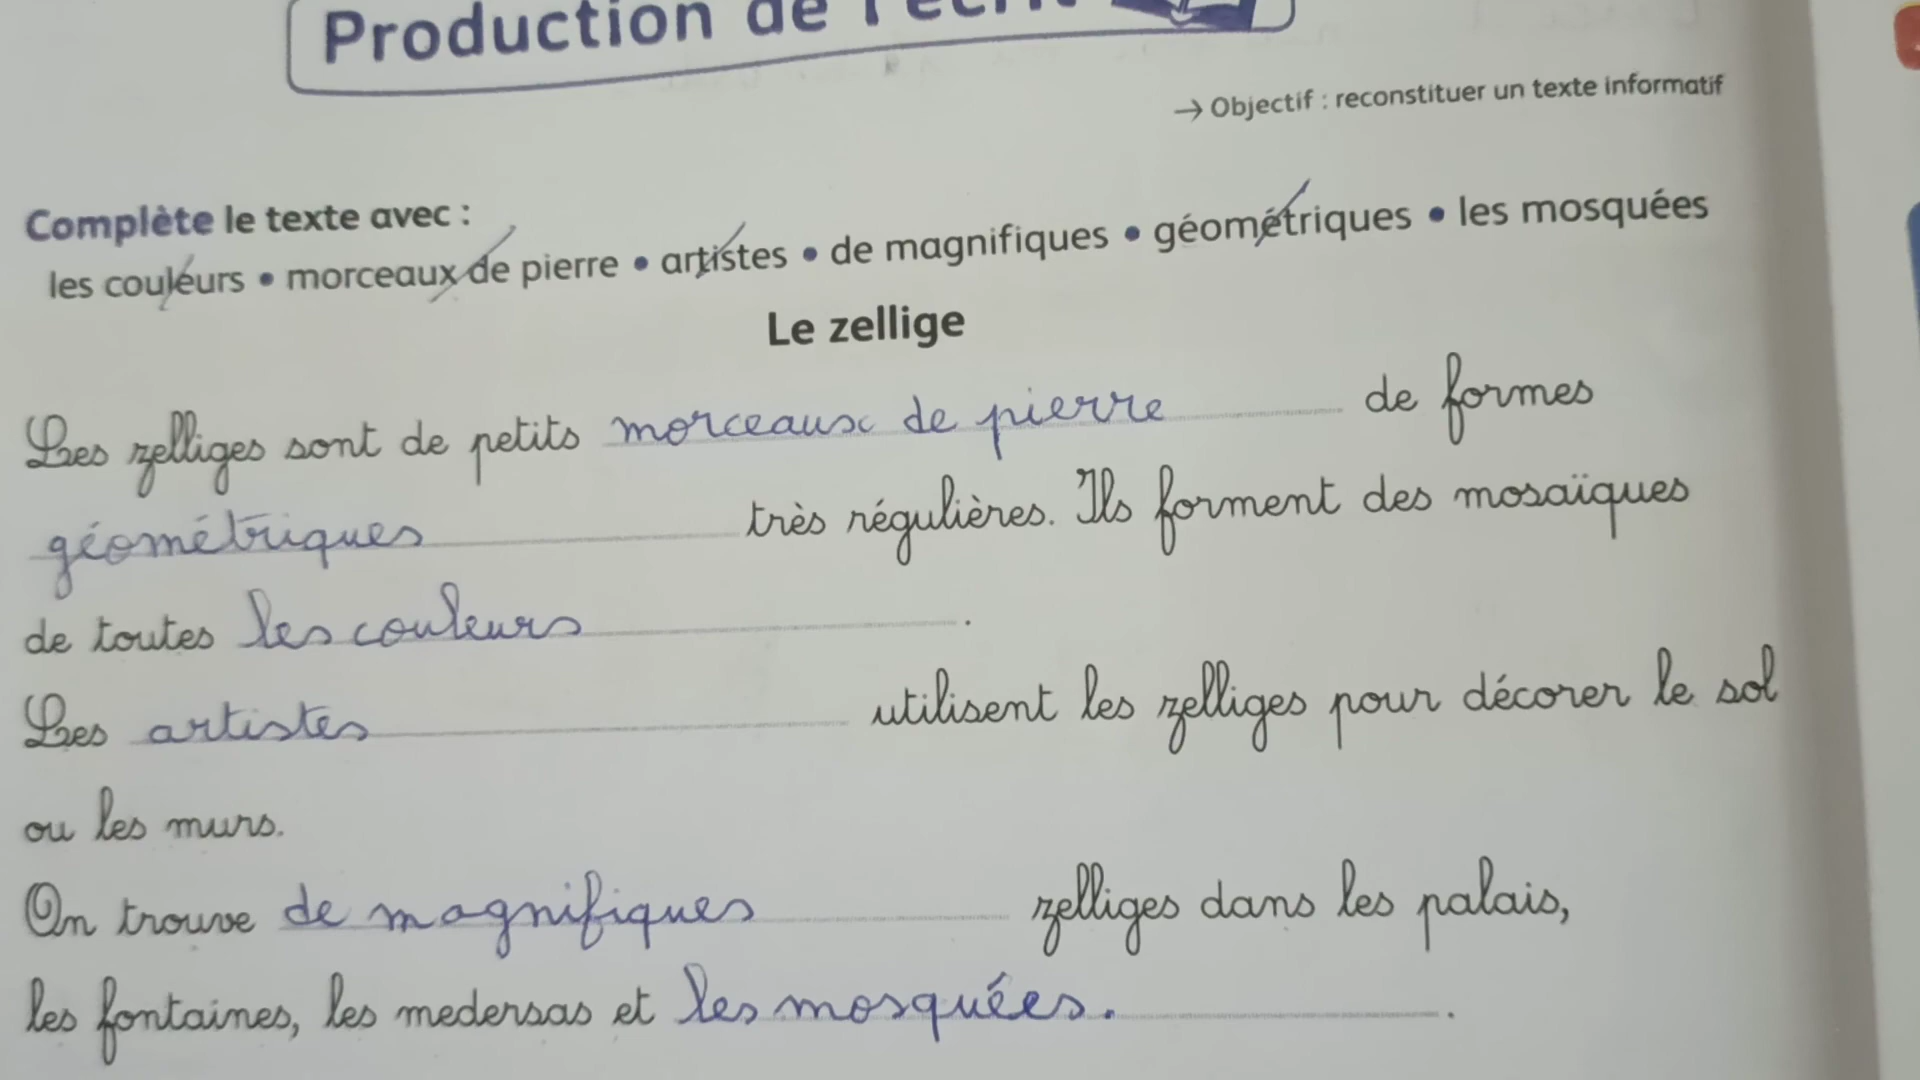 Production de l'écrit
→ Objectif : reconstituer un texte informatif
Complète le texte avec :
les couleurs • morceaux de pierre • artistes • de magnifiques • géométriques • les mosquées
Le zellige
Les zelliges sont de petits morceaux de pierre de formes
géométriques très régulières. Ils forment des mosaïques
de toutes les couleurs .
Les artistes utilisent les zelliges pour décorer le sol
ou les murs.
On trouve de magnifiques zelliges dans les palais,
les fontaines, les medersas et les mosquées. .